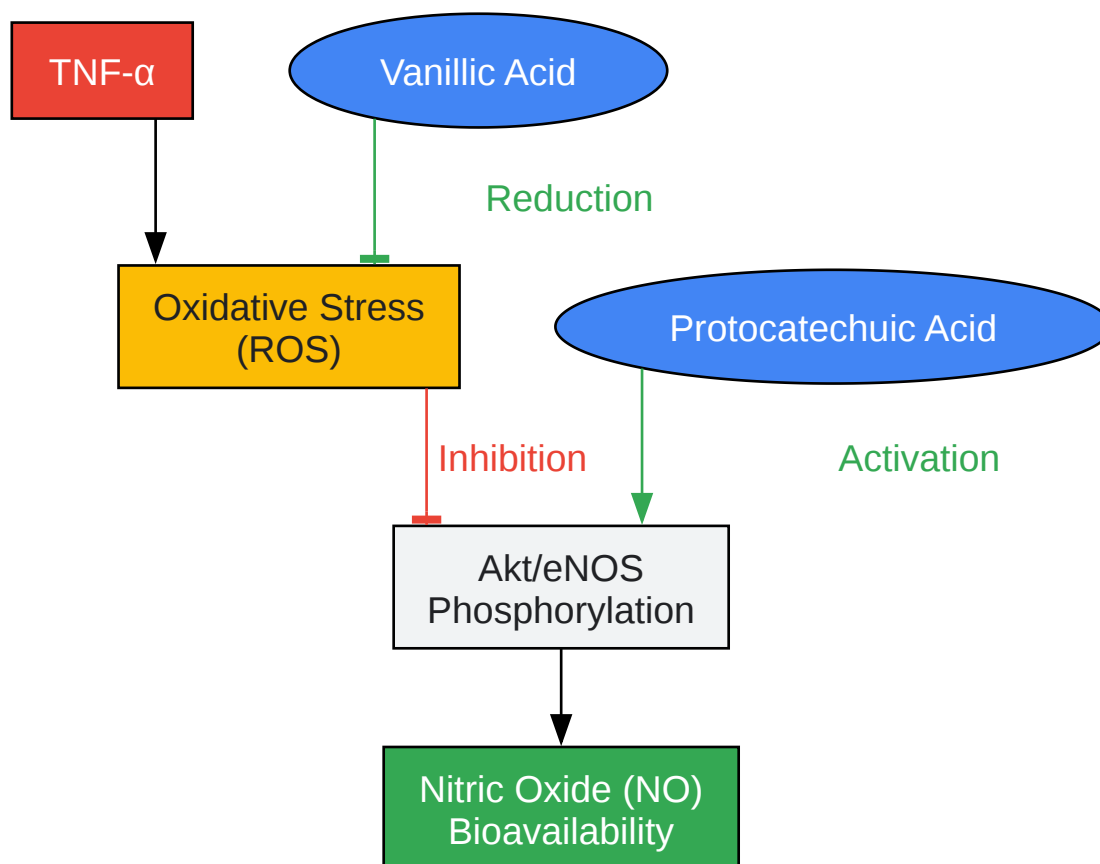 TNF-α
Vanillic Acid
Reduction
Oxidative Stress
(ROS)
Protocatechuic Acid
Inhibition
Activation
Akt/eNOS
Phosphorylation
Nitric Oxide (NO)
Bioavailability